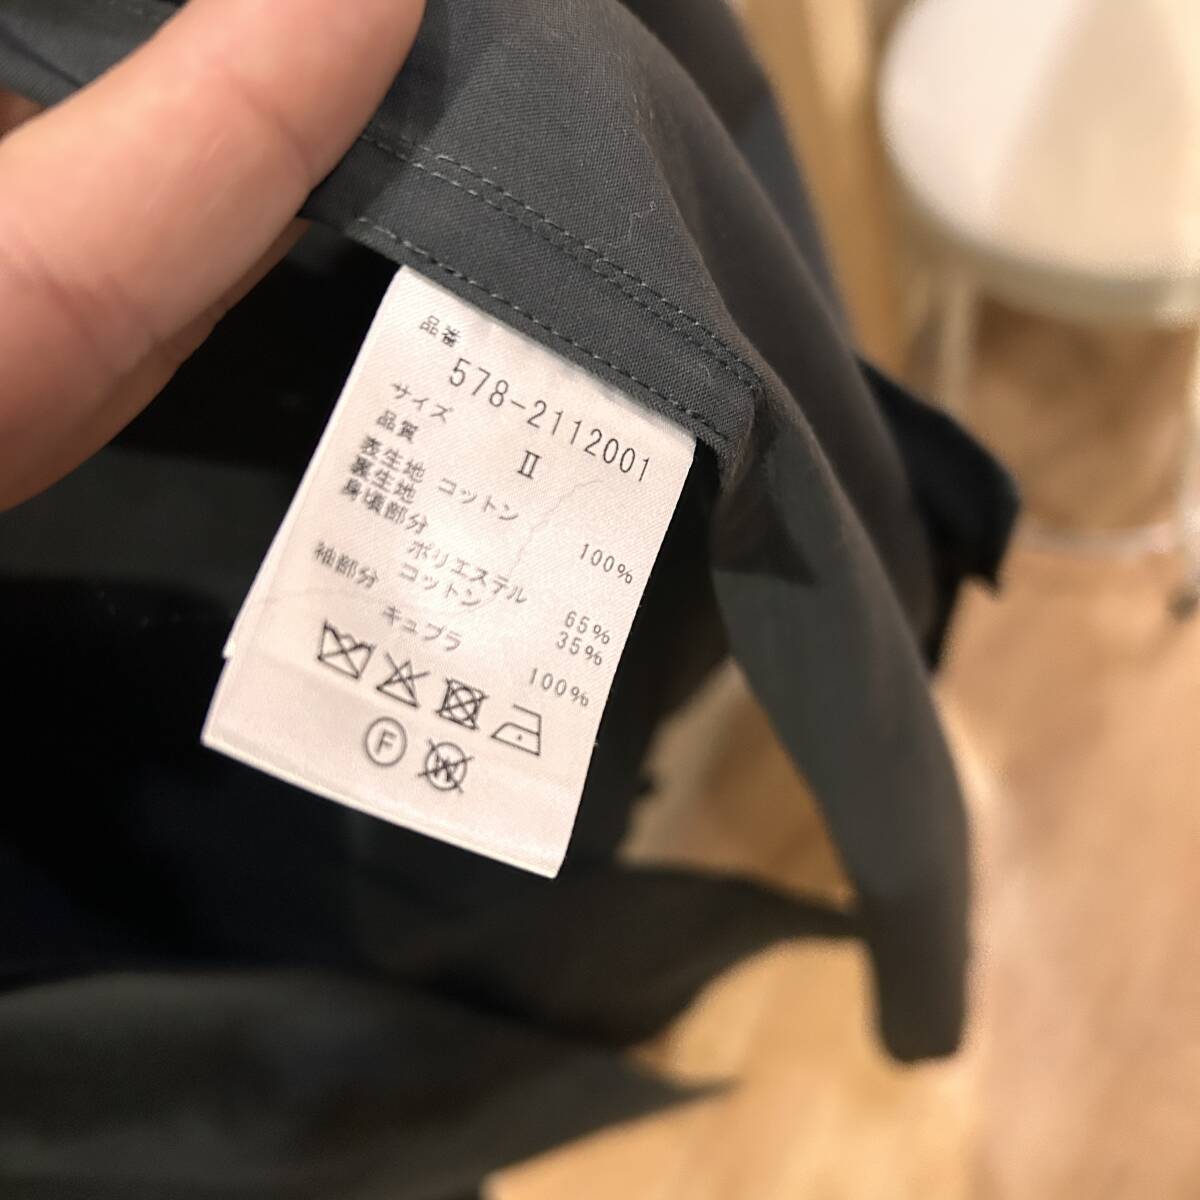 品番
578-2112001
サイズ
II
品質
表生地 コットン 100%
裏生地
身頃部分
ポリエステル 65%
コットン 35%
袖部分
キュプラ 100%
F
W